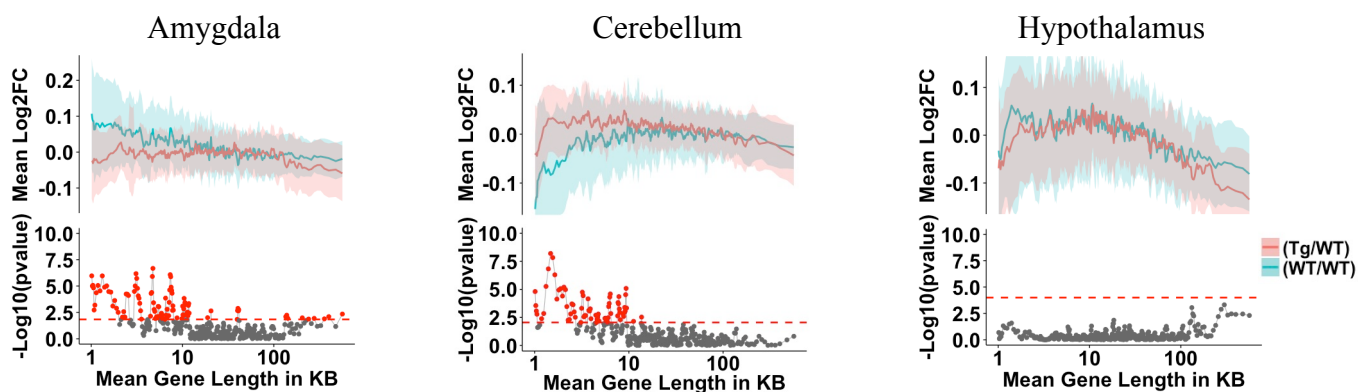 Amygdala
Mean Log2FC
0.2
0.1
0.0
-0.1
-Log10(pvalue)
10.0
7.5
5.0
2.5
0.0
1 10 100
Mean Gene Length in KB
Cerebellum
Mean Log2FC
0.1
0.0
-0.1
-Log10(pvalue)
10.0
7.5
5.0
2.5
0.0
1 10 100
Mean Gene Length in KB
Hypothalamus
Mean Log2FC
0.1
0.0
-0.1
-Log10(pvalue)
10.0
7.5
5.0
2.5
0.0
1 10 100
Mean Gene Length in KB
(Tg/WT)
(WT/WT)